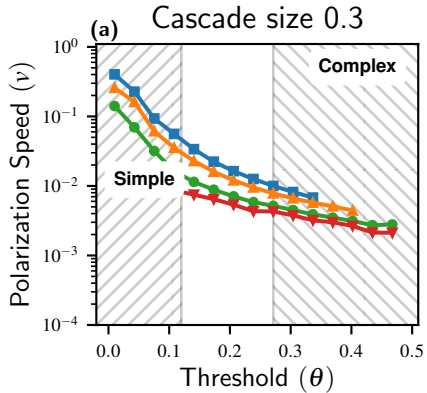 Cascade size 0.3
(a)
Complex
Simple
Polarization Speed (ν)
10⁰
10⁻¹
10⁻²
10⁻³
10⁻⁴
0.0 0.1 0.2 0.3 0.4 0.5
Threshold (θ)